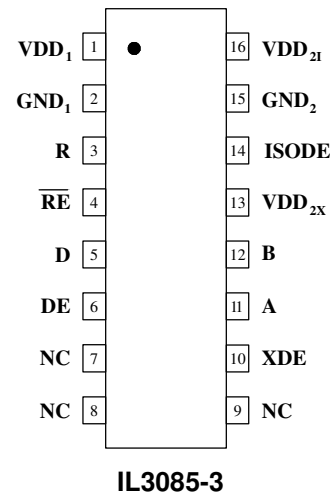 VDD₁ 1 16 VDD₂I
GND₁ 2 15 GND₂
R 3 14 ISODE
R̅E̅ 4 13 VDD₂X
D 5 12 B
DE 6 11 A
NC 7 10 XDE
NC 8 9 NC
IL3085-3